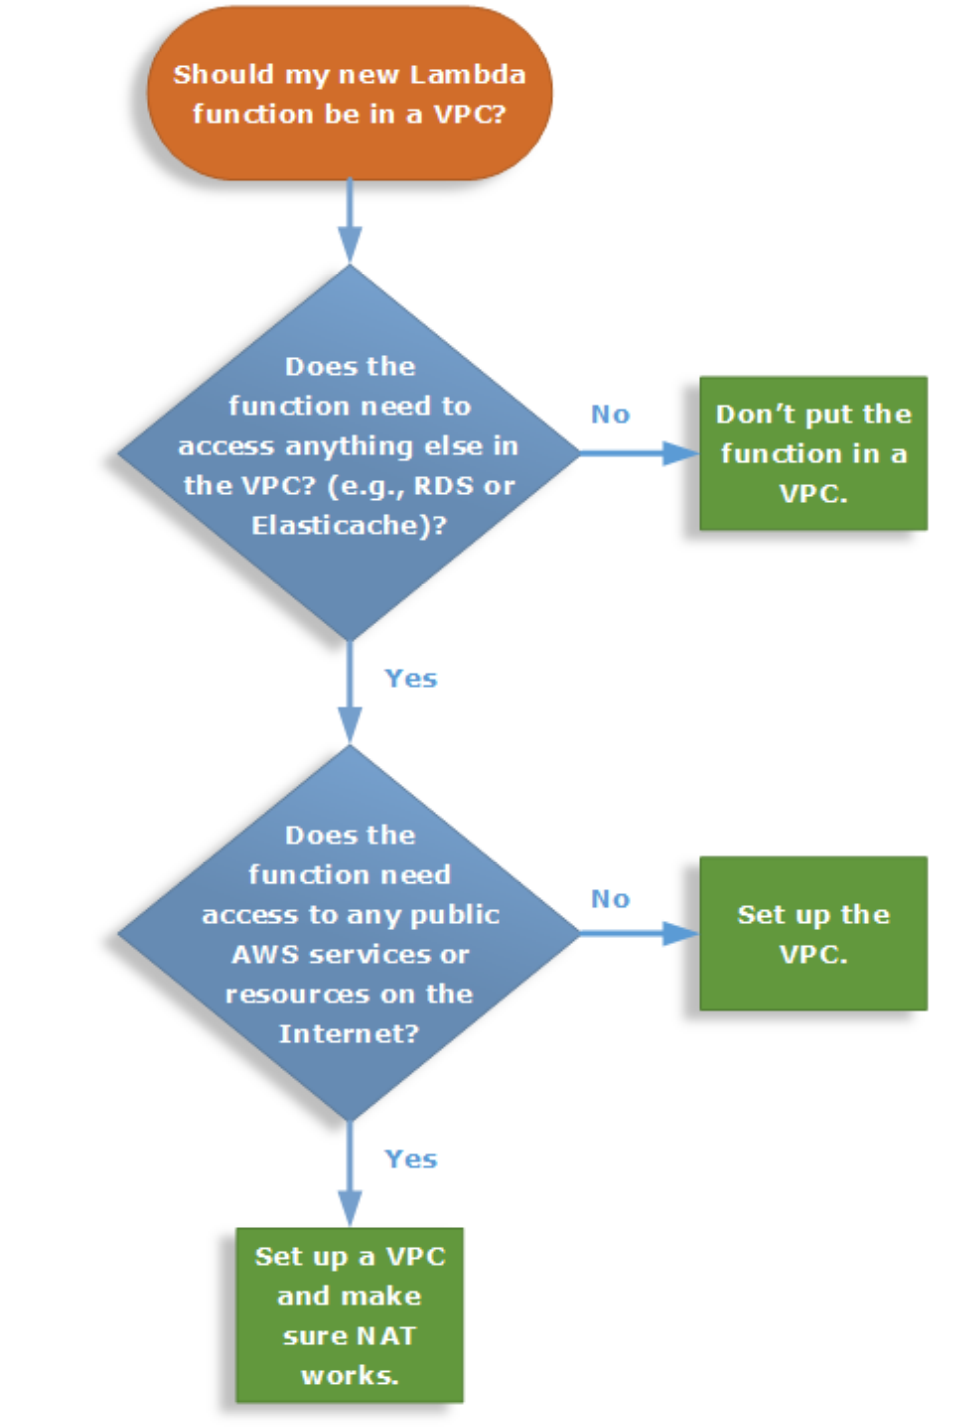 Should my new Lambda
function be in a VPC?
Does the
function need to
access anything else in
the VPC? (e.g., RDS or
Elasticache)?
No
Don’t put the
function in a
VPC.
Yes
Does the
function need
access to any public
AWS services or
resources on the
Internet?
No
Set up the
VPC.
Yes
Set up a VPC
and make
sure NAT
works.